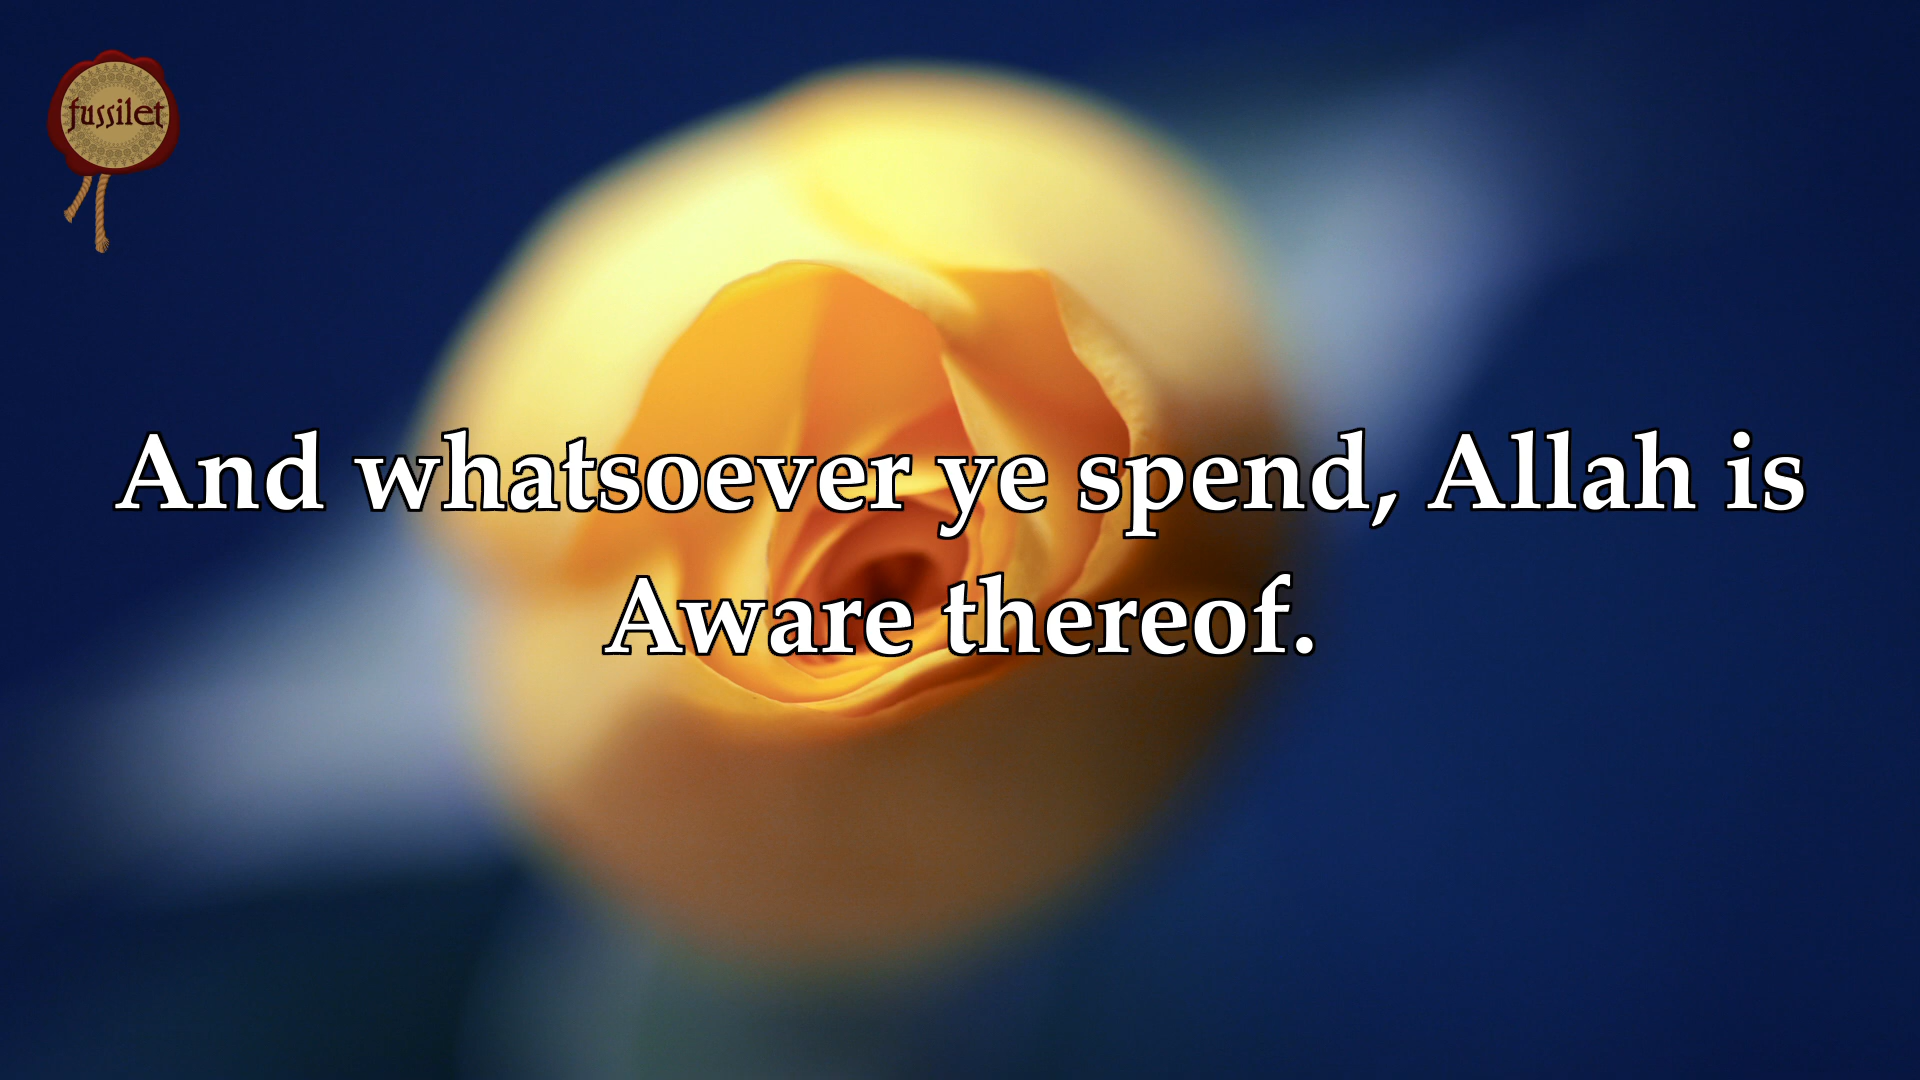 fussilet
And whatsoever ye spend, Allah is
Aware thereof.